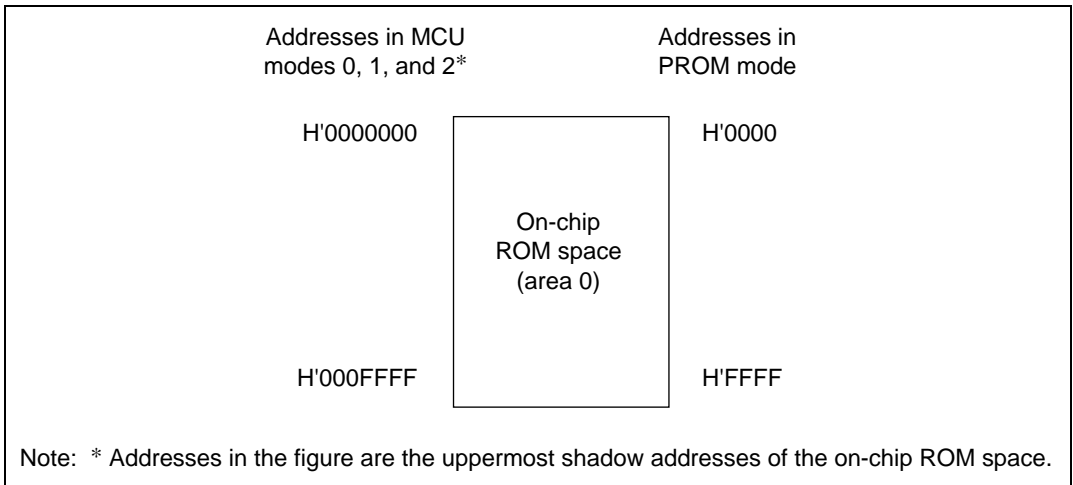 Addresses in MCU
modes 0, 1, and 2*
Addresses in
PROM mode
H'0000000
H'0000
On-chip
ROM space
(area 0)
H'000FFFF
H'FFFF
Note: * Addresses in the figure are the uppermost shadow addresses of the on-chip ROM space.